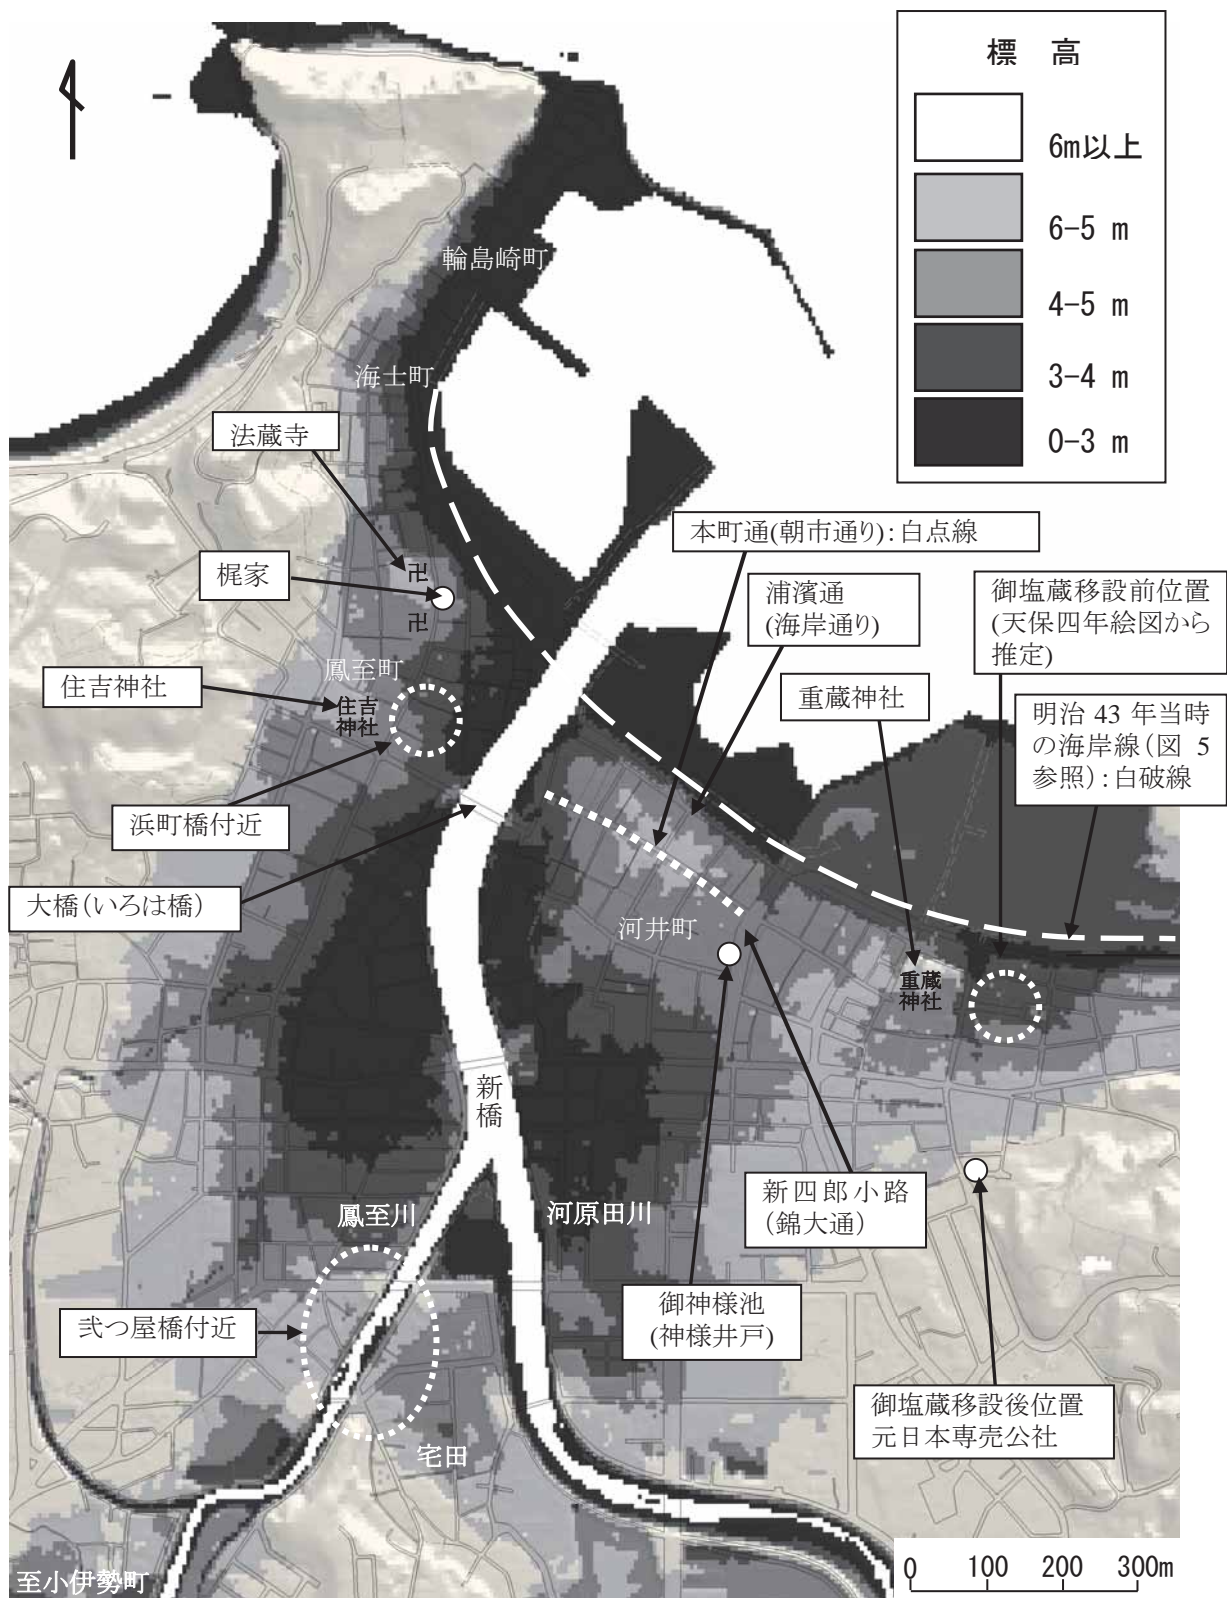 標 高
6m以上
6-5 m
4-5 m
3-4 m
0-3 m
輪島崎町
海士町
法蔵寺
本町通(朝市通り):白点線
梶家
卍
卍
浦濱通
(海岸通り)
御塩蔵移設前位置
(天保四年絵図から
推定)
鳳至町
住吉神社
住吉
神社
重蔵神社
明治 43 年当時
の海岸線(図 5
参照):白破線
浜町橋付近
大橋(いろは橋)
河井町
重蔵
神社
新
橋
新四郎小路
(錦大通)
鳳至川
河原田川
弐つ屋橋付近
御神様池
(神様井戸)
御塩蔵移設後位置
元日本専売公社
宅田
至小伊勢町
0 100 200 300m